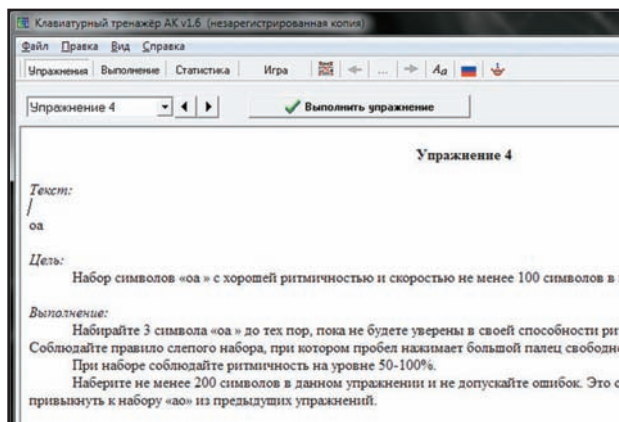 Клавиатурный тренажёр АК v1.6 (незарегистрированная копия)
Файл Правка Вид Справка
Упражнения Выполнение Статистика Игра ... Aa
Упражнение 4 Выполнить упражнение
Упражнение 4
Текст:
оа
Цель:
Набор символов «оа » с хорошей ритмичностью и скоростью не менее 100 символов в
Выполнение:
Набирайте 3 символа «оа » до тех пор, пока не будете уверены в своей способности
Соблюдайте правило слепого набора, при котором пробел нажимает большой палец
При наборе соблюдайте ритмичность на уровне 50-100%.
Наберите не менее 200 символов в данном упражнении и не допускайте ошибок. Это
привыкнуть к набору «ао» из предыдущих упражнений.